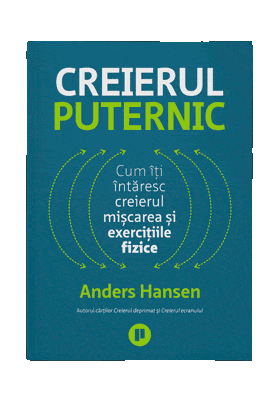 CREIERUL
PUTERNIC
Cum îți
întăresc
creierul
mișcarea și
exercițiile
fizice
Anders Hansen
Autorul cărților Creierul deprimat și Creierul ecranului